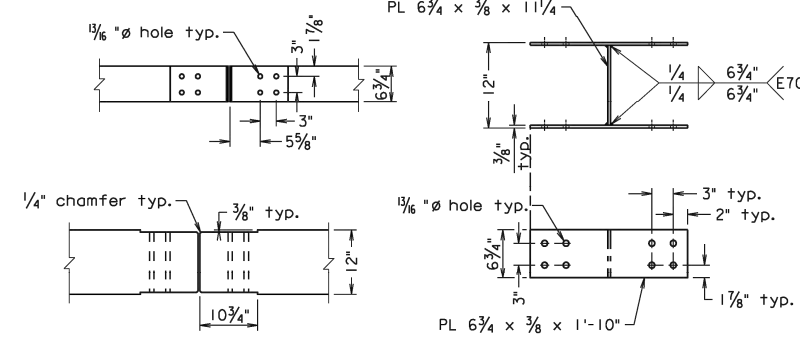 PL 6¾ x ⅜ x 11¼
13/16 "ø hole typ.
1⅞"
3"
6¾"
3"
5⅝"
12"
¼ 6¾"
¼ 6¾"
E70
⅜"
typ.
¼" chamfer typ.
⅜" typ.
12"
10¾"
13/16 "ø hole typ.
3" typ.
2" typ.
6¾"
3"
1⅞" typ.
PL 6¾ x ⅜ x 1'-10"